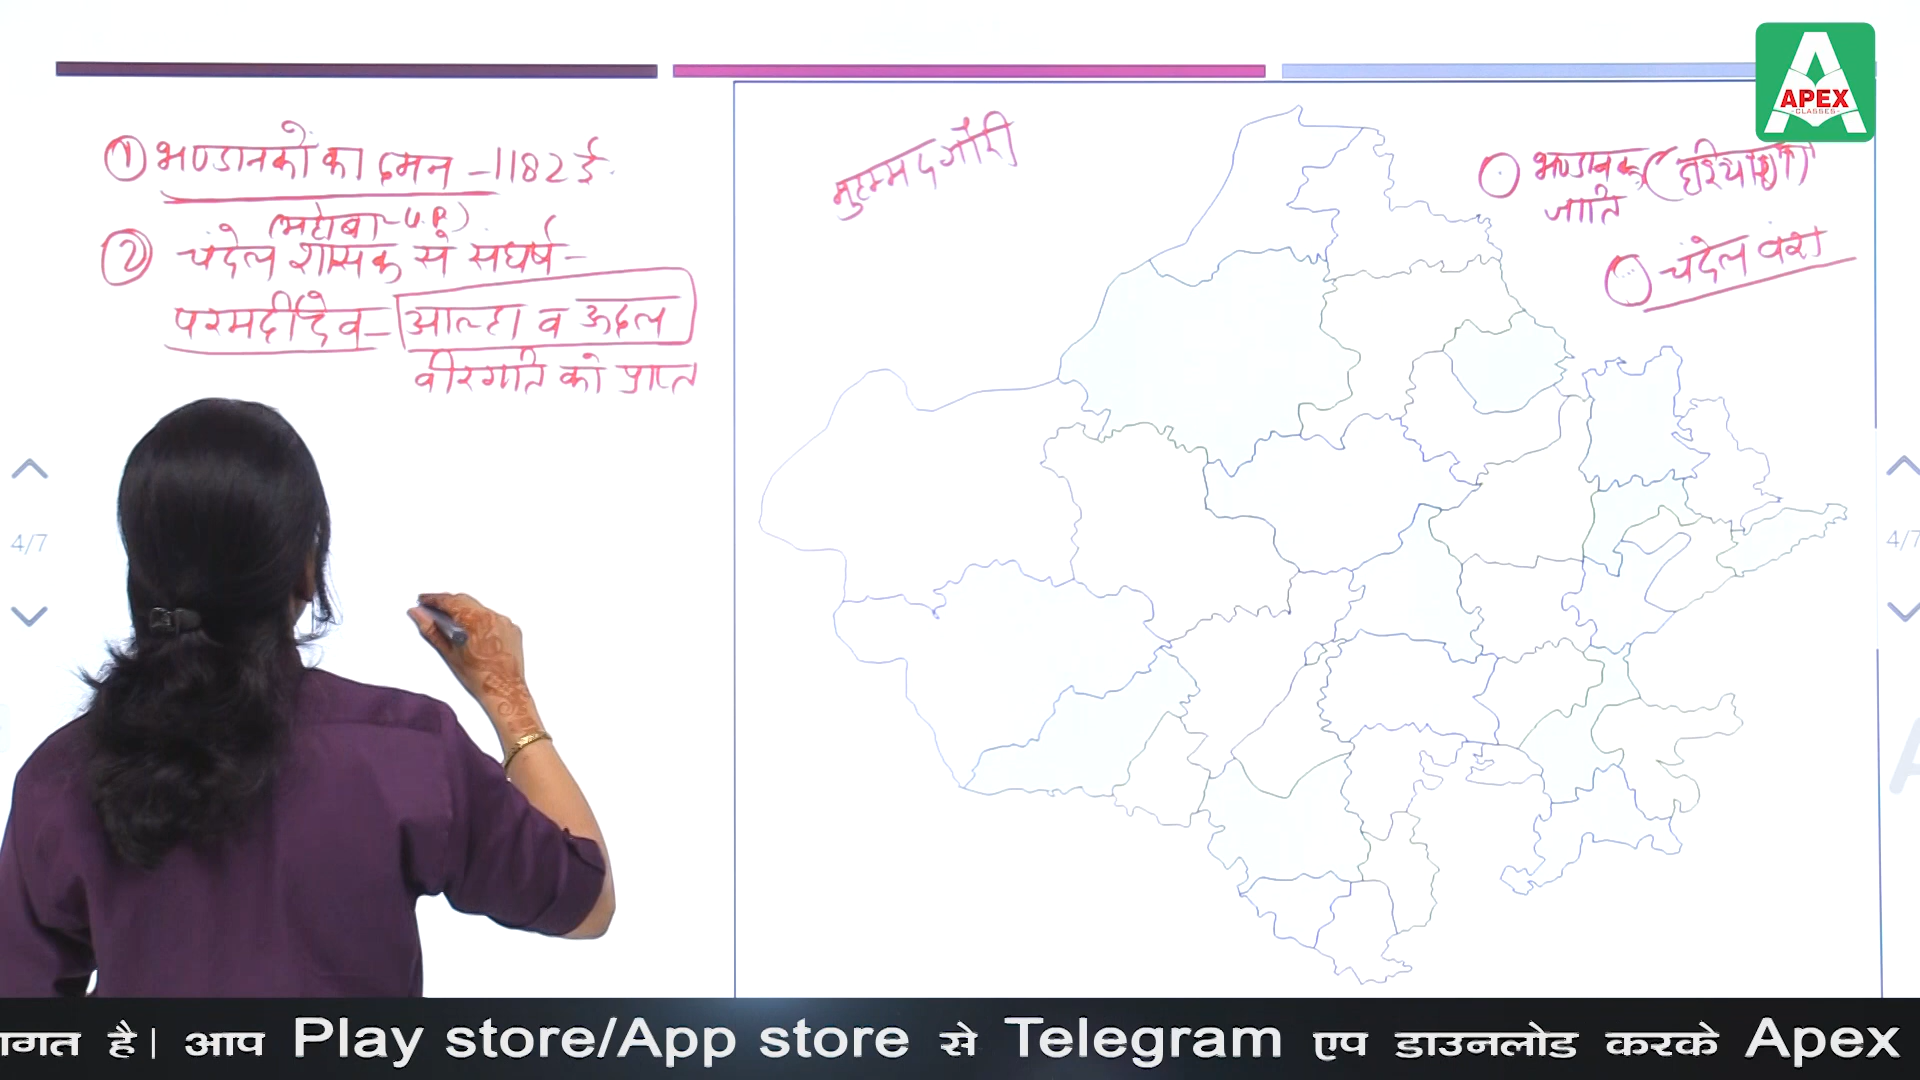 ① भण्डानकों का दमन - 1182 ई.
(महोबा - U.P.)
② चंदेल शासक से संघर्ष -
परमर्दीदेव - आल्हा व ऊदल
वीरगति को प्राप्त
मुहम्मद गौरी
भण्डानक (हरियाणा)
जाति
चंदेल वंश
APEX
CLASSES
4/7
4/7
ागत है। आप Play store/App store से Telegram एप डाउनलोड करके Apex